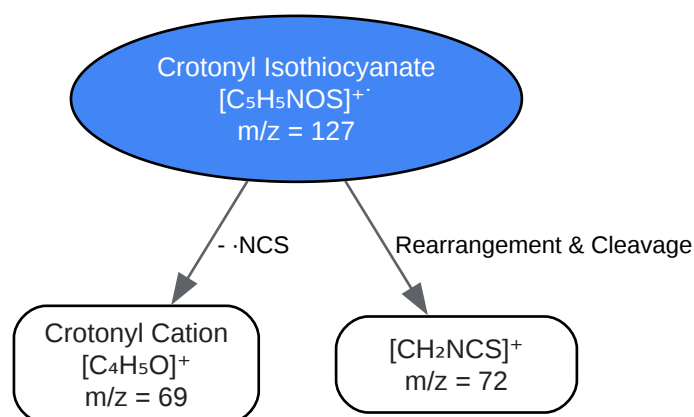 Crotonyl Isothiocyanate
[C₅H₅NOS]⁺˙
m/z = 127
- ·NCS
Rearrangement & Cleavage
Crotonyl Cation
[C₄H₅O]⁺
m/z = 69
[CH₂NCS]⁺
m/z = 72